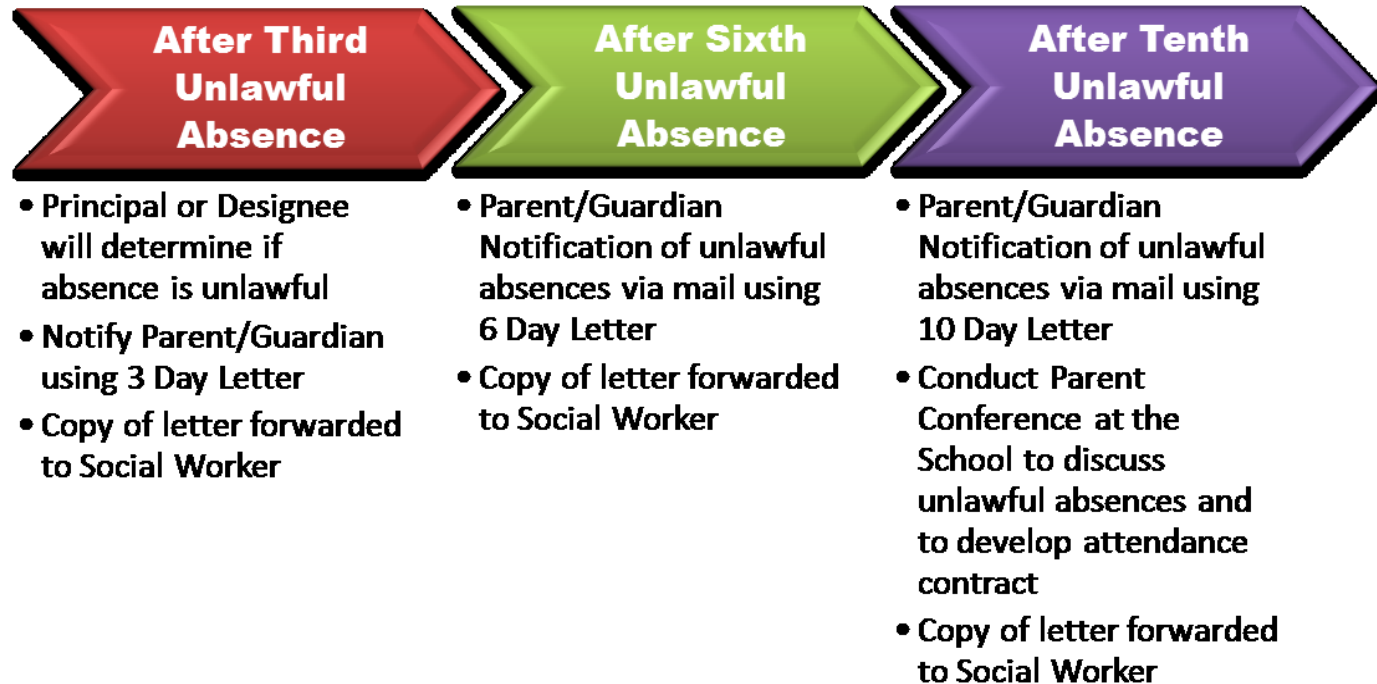 After Third
Unlawful
Absence
• Principal or Designee
will determine if
absence is unlawful
• Notify Parent/Guardian
using 3 Day Letter
• Copy of letter forwarded
to Social Worker
After Sixth
Unlawful
Absence
• Parent/Guardian
Notification of unlawful
absences via mail using
6 Day Letter
• Copy of letter forwarded
to Social Worker
After Tenth
Unlawful
Absence
• Parent/Guardian
Notification of unlawful
absences via mail using
10 Day Letter
• Conduct Parent
Conference at the
School to discuss
unlawful absences and
to develop attendance
contract
• Copy of letter forwarded
to Social Worker